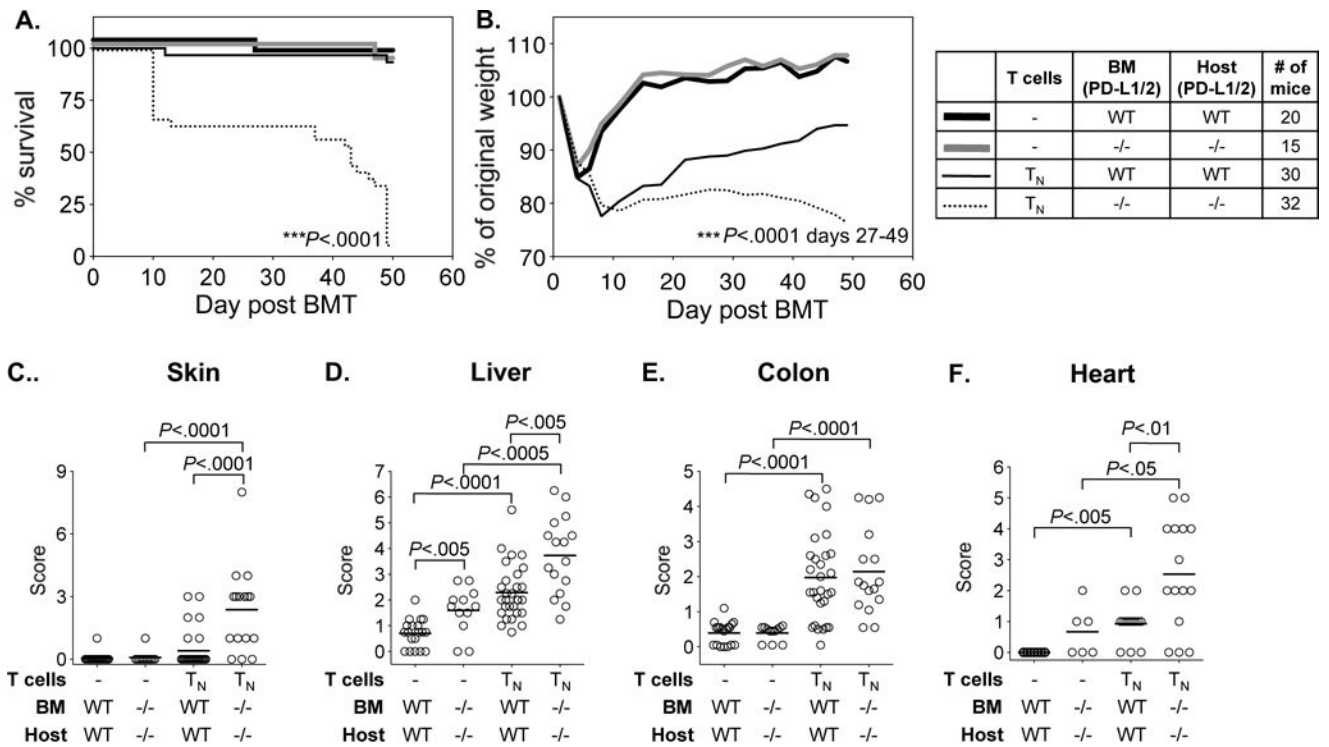 A.
% survival
100
75
50
25
0
***P<.0001
0 10 20 30 40 50 60
Day post BMT
B.
% of original weight
110
100
90
80
70
***P<.0001 days 27-49
0 10 20 30 40 50 60
Day post BMT
T cells BM (PD-L1/2) Host (PD-L1/2) # of mice
- WT WT 20
- -/- -/- 15
TN WT WT 30
TN -/- -/- 32
C.. Skin
P<.0001
P<.0001
Score
9
6
3
0
T cells - - TN TN
BM WT -/- WT -/-
Host WT -/- WT -/-
D. Liver
P<.005
P<.0005
P<.0001
P<.005
Score
7
6
5
4
3
2
1
0
T cells - - TN TN
BM WT -/- WT -/-
Host WT -/- WT -/-
E. Colon
P<.0001
P<.0001
Score
5
4
3
2
1
0
T cells - - TN TN
BM WT -/- WT -/-
Host WT -/- WT -/-
F. Heart
P<.01
P<.05
P<.005
Score
6
5
4
3
2
1
0
T cells - - TN TN
BM WT -/- WT -/-
Host WT -/- WT -/-